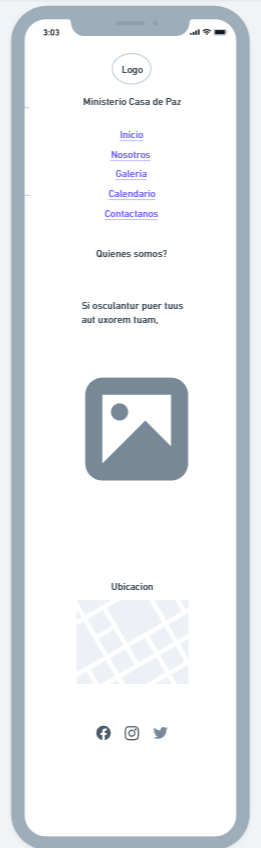 3:03
Logo
Ministerio Casa de Paz
Inicio
Nosotros
Galeria
Calendario
Contactanos
Quienes somos?
Si osculantur puer tuus
aut uxorem tuam,
Ubicacion